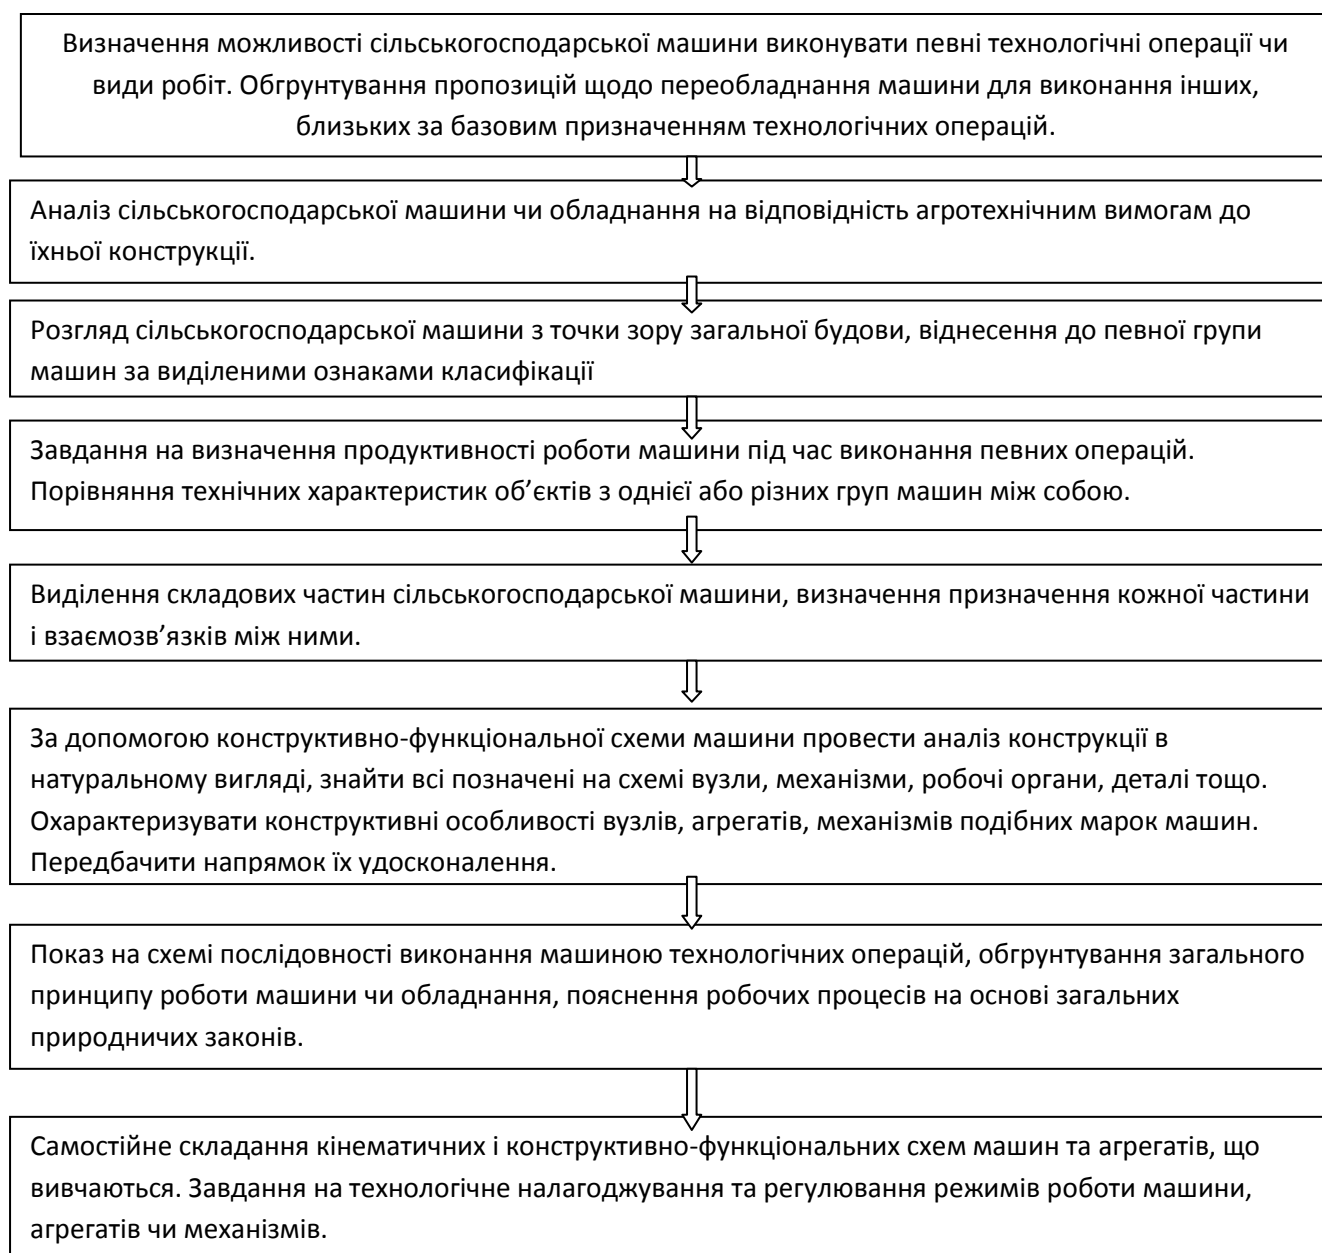 Визначення можливості сільськогосподарської машини виконувати певні технологічні операції чи
види робіт. Обгрунтування пропозицій щодо переобладнання машини для виконання інших,
близьких за базовим призначенням технологічних операцій.
Аналіз сільськогосподарської машини чи обладнання на відповідність агротехнічним вимогам до
їхньої конструкції.
Розгляд сільськогосподарської машини з точки зору загальної будови, віднесення до певної групи
машин за виділеними ознаками класифікації
Завдання на визначення продуктивності роботи машини під час виконання певних операцій.
Порівняння технічних характеристик об’єктів з однієї або різних груп машин між собою.
Виділення складових частин сільськогосподарської машини, визначення призначення кожної частини
і взаємозв’язків між ними.
За допомогою конструктивно-функціональної схеми машини провести аналіз конструкції в
натуральному вигляді, знайти всі позначені на схемі вузли, механізми, робочі органи, деталі тощо.
Охарактеризувати конструктивні особливості вузлів, агрегатів, механізмів подібних марок машин.
Передбачити напрямок їх удосконалення.
Показ на схемі послідовності виконання машиною технологічних операцій, обгрунтування загального
принципу роботи машини чи обладнання, пояснення робочих процесів на основі загальних
природничих законів.
Самостійне складання кінематичних і конструктивно-функціональних схем машин та агрегатів, що
вивчаються. Завдання на технологічне налагоджування та регулювання режимів роботи машини,
агрегатів чи механізмів.